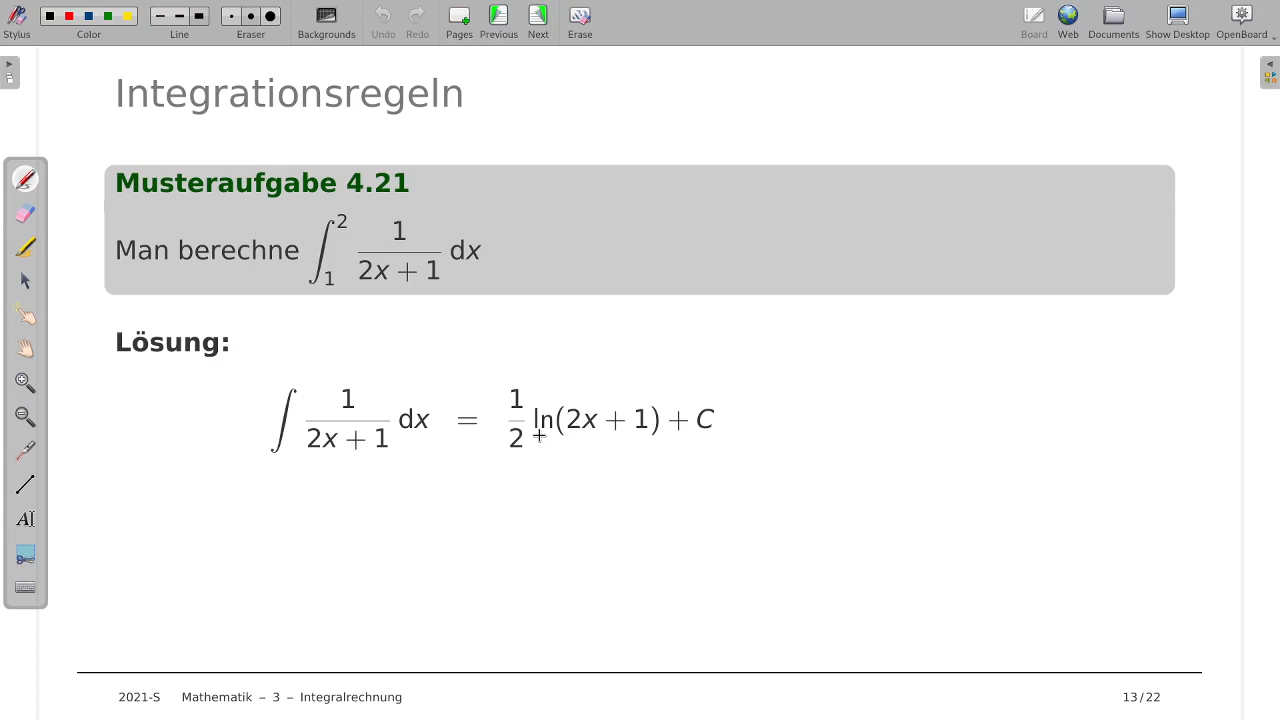 Stylus Color Line Eraser Backgrounds Undo Redo Pages Previous Next Erase Board Web Documents Show Desktop OpenBoard
Integrationsregeln
Musteraufgabe 4.21
Man berechne ∫₁² 1/(2x + 1) dx
Lösung:
∫ 1/(2x + 1) dx = 1/2 ln(2x + 1) + C
2021-S Mathematik – 3 – Integralrechnung 13/22